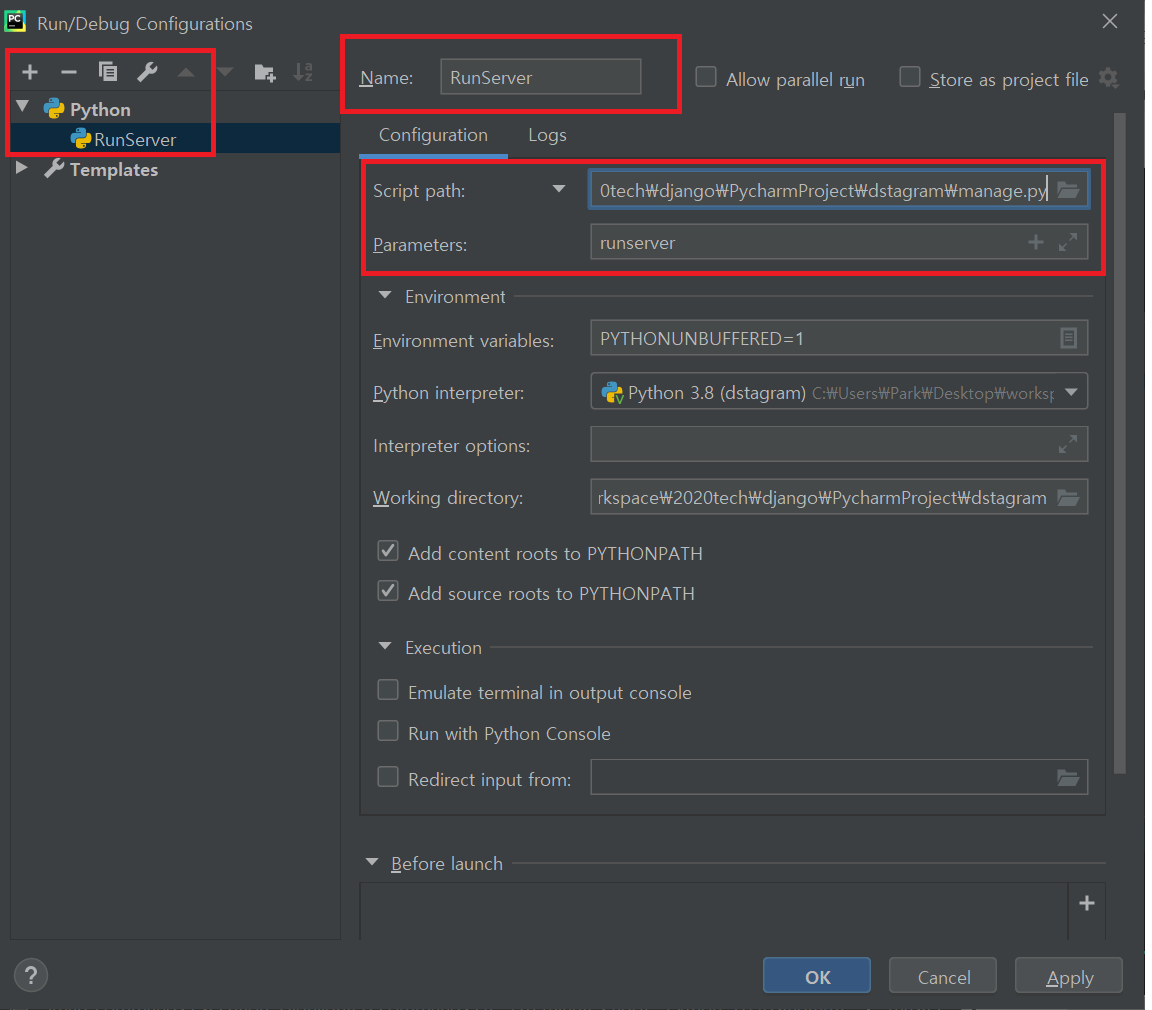 PC
Run/Debug Configurations
Name: RunServer
Allow parallel run
Store as project file
Python
RunServer
Templates
Configuration Logs
Script path: 0tech₩django₩PycharmProject₩dstagram₩manage.py
Parameters: runserver
Environment
Environment variables: PYTHONUNBUFFERED=1
Python interpreter: Python 3.8 (dstagram) C:₩Users₩Park₩Desktop₩worksp
Interpreter options:
Working directory: rkspace₩2020tech₩django₩PycharmProject₩dstagram
Add content roots to PYTHONPATH
Add source roots to PYTHONPATH
Execution
Emulate terminal in output console
Run with Python Console
Redirect input from:
Before launch
?
OK Cancel Apply